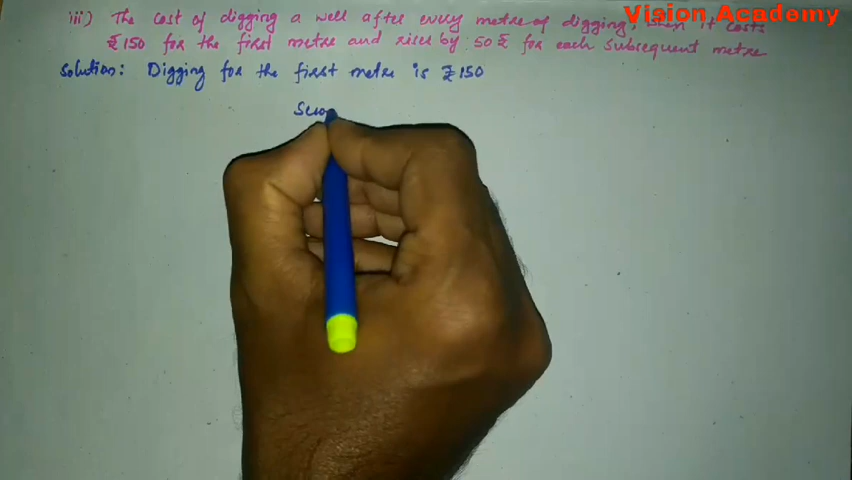 Vision Academy
iii) The cost of digging a well after every metre of digging, when it costs
₹150 for the first metre and rises by 50 ₹ for each subsequent metre
Solution: Digging for the first metre is ₹150